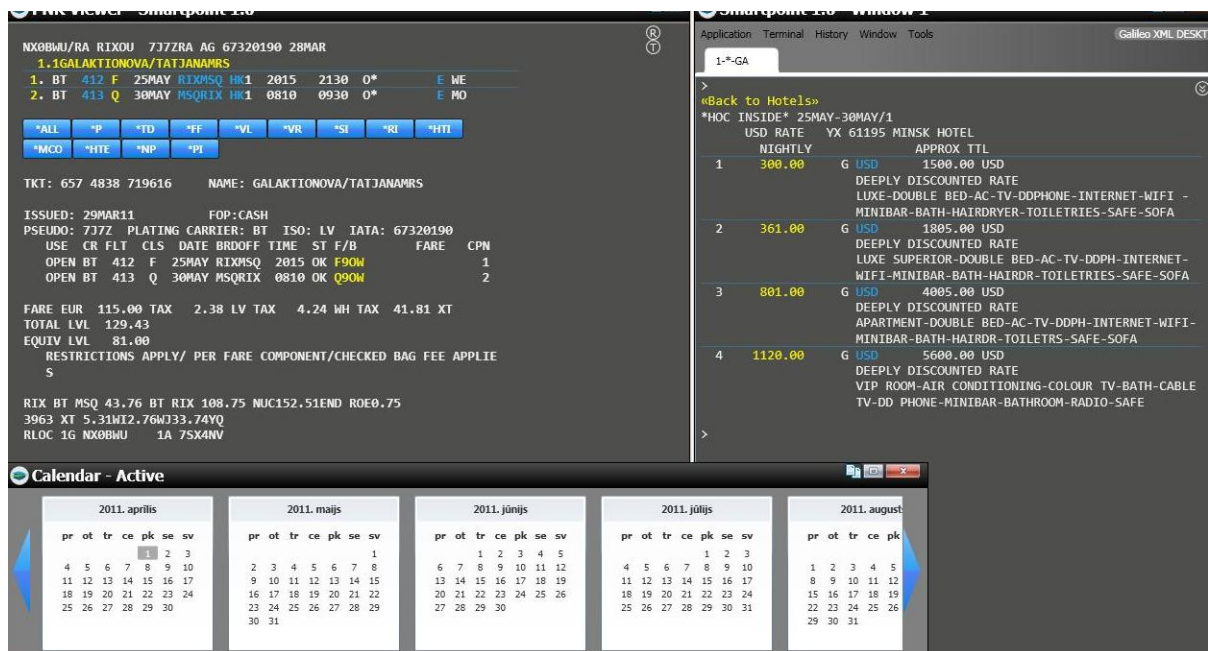 PNR Viewer - Smartpoint 1.0
NX0BWU/RA RIXOU 7J7ZRA AG 67320190 28MAR
1.1GALAKTIONOVA/TATJANAMRS
1. BT 412 F 25MAY RIXMSQ HK1 2015 2130 O* E WE
2. BT 413 Q 30MAY MSQRIX HK1 0810 0930 O* E MO
*ALL *P *TD *FF *VL *VR *SI *RI *HTI
*MCO *HTE *NP *PI
TKT: 657 4838 719616 NAME: GALAKTIONOVA/TATJANAMRS
ISSUED: 29MAR11 FOP:CASH
PSEUDO: 7J7Z PLATING CARRIER: BT ISO: LV IATA: 67320190
USE CR FLT CLS DATE BRDOFF TIME ST F/B FARE CPN
OPEN BT 412 F 25MAY RIXMSQ 2015 OK F9OW 1
OPEN BT 413 Q 30MAY MSQRIX 0810 OK Q9OW 2
FARE EUR 115.00 TAX 2.38 LV TAX 4.24 WH TAX 41.81 XT
TOTAL LVL 129.43
EQUIV LVL 81.00
RESTRICTIONS APPLY/ PER FARE COMPONENT/CHECKED BAG FEE APPLIE
S
RIX BT MSQ 43.76 BT RIX 108.75 NUC152.51END ROE0.75
3963 XT 5.31WI2.76WJ33.74YQ
RLOC 1G NX0BWU 1A 7SX4NV
R
T
Smartpoint 1.0 - Window 1
Application Terminal History Window Tools Galileo XML DESKT
1-*-GA
>
«Back to Hotels»
*HOC INSIDE* 25MAY-30MAY/1
USD RATE YX 61195 MINSK HOTEL
NIGHTLY APPROX TTL
1 300.00 G USD 1500.00 USD
DEEPLY DISCOUNTED RATE
LUXE-DOUBLE BED-AC-TV-DDPHONE-INTERNET-WIFI -
MINIBAR-BATH-HAIRDRYER-TOILETRIES-SAFE-SOFA
2 361.00 G USD 1805.00 USD
DEEPLY DISCOUNTED RATE
LUXE SUPERIOR-DOUBLE BED-AC-TV-DDPH-INTERNET-
WIFI-MINIBAR-BATH-HAIRDR-TOILETRIES-SAFE-SOFA
3 801.00 G USD 4005.00 USD
DEEPLY DISCOUNTED RATE
APARTMENT-DOUBLE BED-AC-TV-DDPH-INTERNET-WIFI-
MINIBAR-BATH-HAIRDR-TOILETRS-SAFE-SOFA
4 1120.00 G USD 5600.00 USD
DEEPLY DISCOUNTED RATE
VIP ROOM-AIR CONDITIONING-COLOUR TV-BATH-CABLE
TV-DD PHONE-MINIBAR-BATHROOM-RADIO-SAFE
>
Calendar - Active
2011. aprīlis
pr ot tr ce pk se sv
1 2 3
4 5 6 7 8 9 10
11 12 13 14 15 16 17
18 19 20 21 22 23 24
25 26 27 28 29 30
2011. maijs
pr ot tr ce pk se sv
1
2 3 4 5 6 7 8
9 10 11 12 13 14 15
16 17 18 19 20 21 22
23 24 25 26 27 28 29
30 31
2011. jūnijs
pr ot tr ce pk se sv
1 2 3 4 5
6 7 8 9 10 11 12
13 14 15 16 17 18 19
20 21 22 23 24 25 26
27 28 29 30
2011. jūlijs
pr ot tr ce pk se sv
1 2 3
4 5 6 7 8 9 10
11 12 13 14 15 16 17
18 19 20 21 22 23 24
25 26 27 28 29 30 31
2011. august
pr ot tr ce pk
1 2 3 4 5
8 9 10 11 12
15 16 17 18 19
22 23 24 25 26
29 30 31